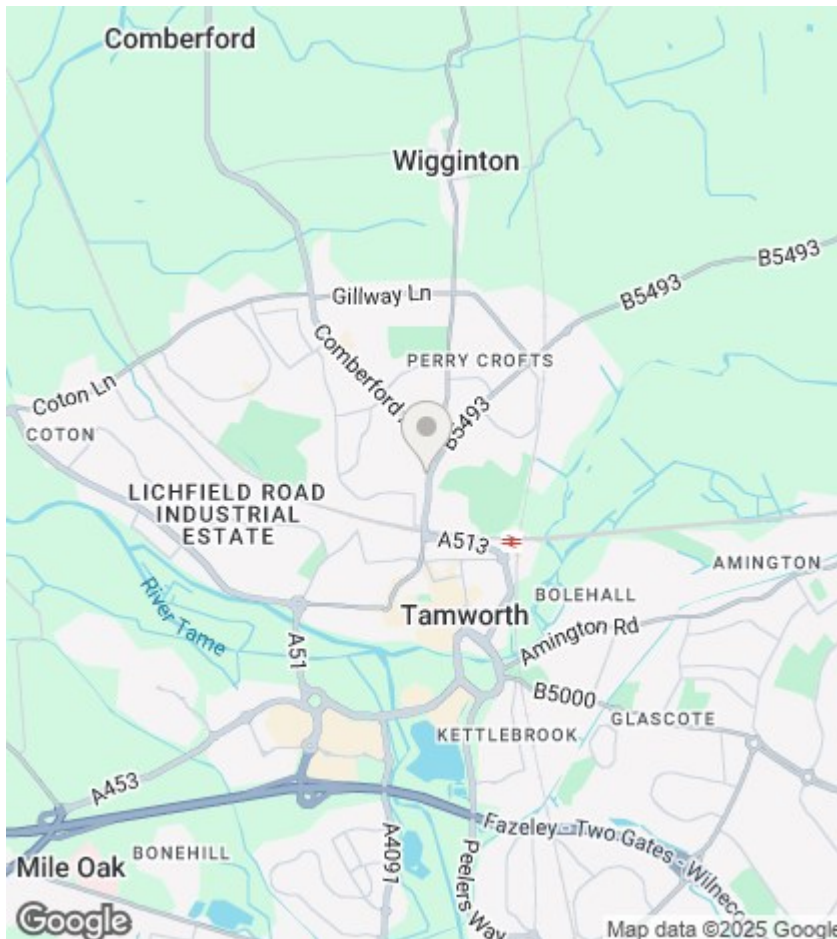 Comberford
Wigginton
B5493
B5493
Gillway Ln
Comberford
PERRY CROFTS
Coton Ln
B5493
COTON
LICHFIELD ROAD
INDUSTRIAL
ESTATE
A513
AMINGTON
BOLEHALL
River Tame
Tamworth
Amington Rd
A51
B5000
GLASCOTE
KETTLEBROOK
A453
Fazeley - Two Gates - Wilneco
BONEHILL
A4091
Peelers Way
Mile Oak
Google
Map data ©2025 Google